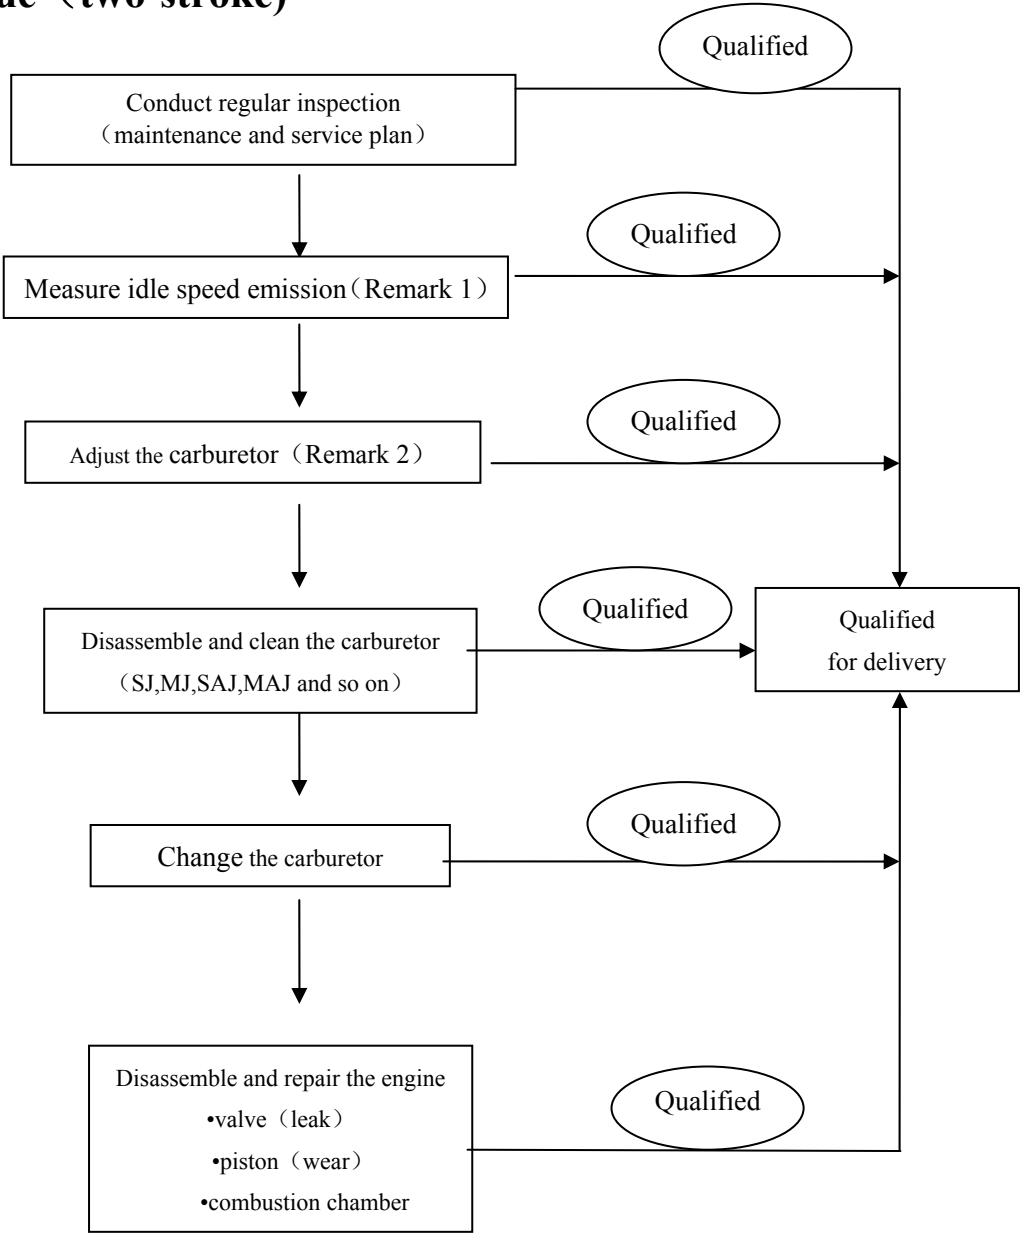 (two-stroke)
Qualified
Conduct regular inspection
（maintenance and service plan）
Qualified
Measure idle speed emission（Remark 1）
Qualified
Adjust the carburetor（Remark 2）
Qualified
Disassemble and clean the carburetor
（SJ,MJ,SAJ,MAJ and so on）
Qualified
for delivery
Qualified
Change the carburetor
Disassemble and repair the engine
•valve（leak）
•piston（wear）
•combustion chamber
Qualified